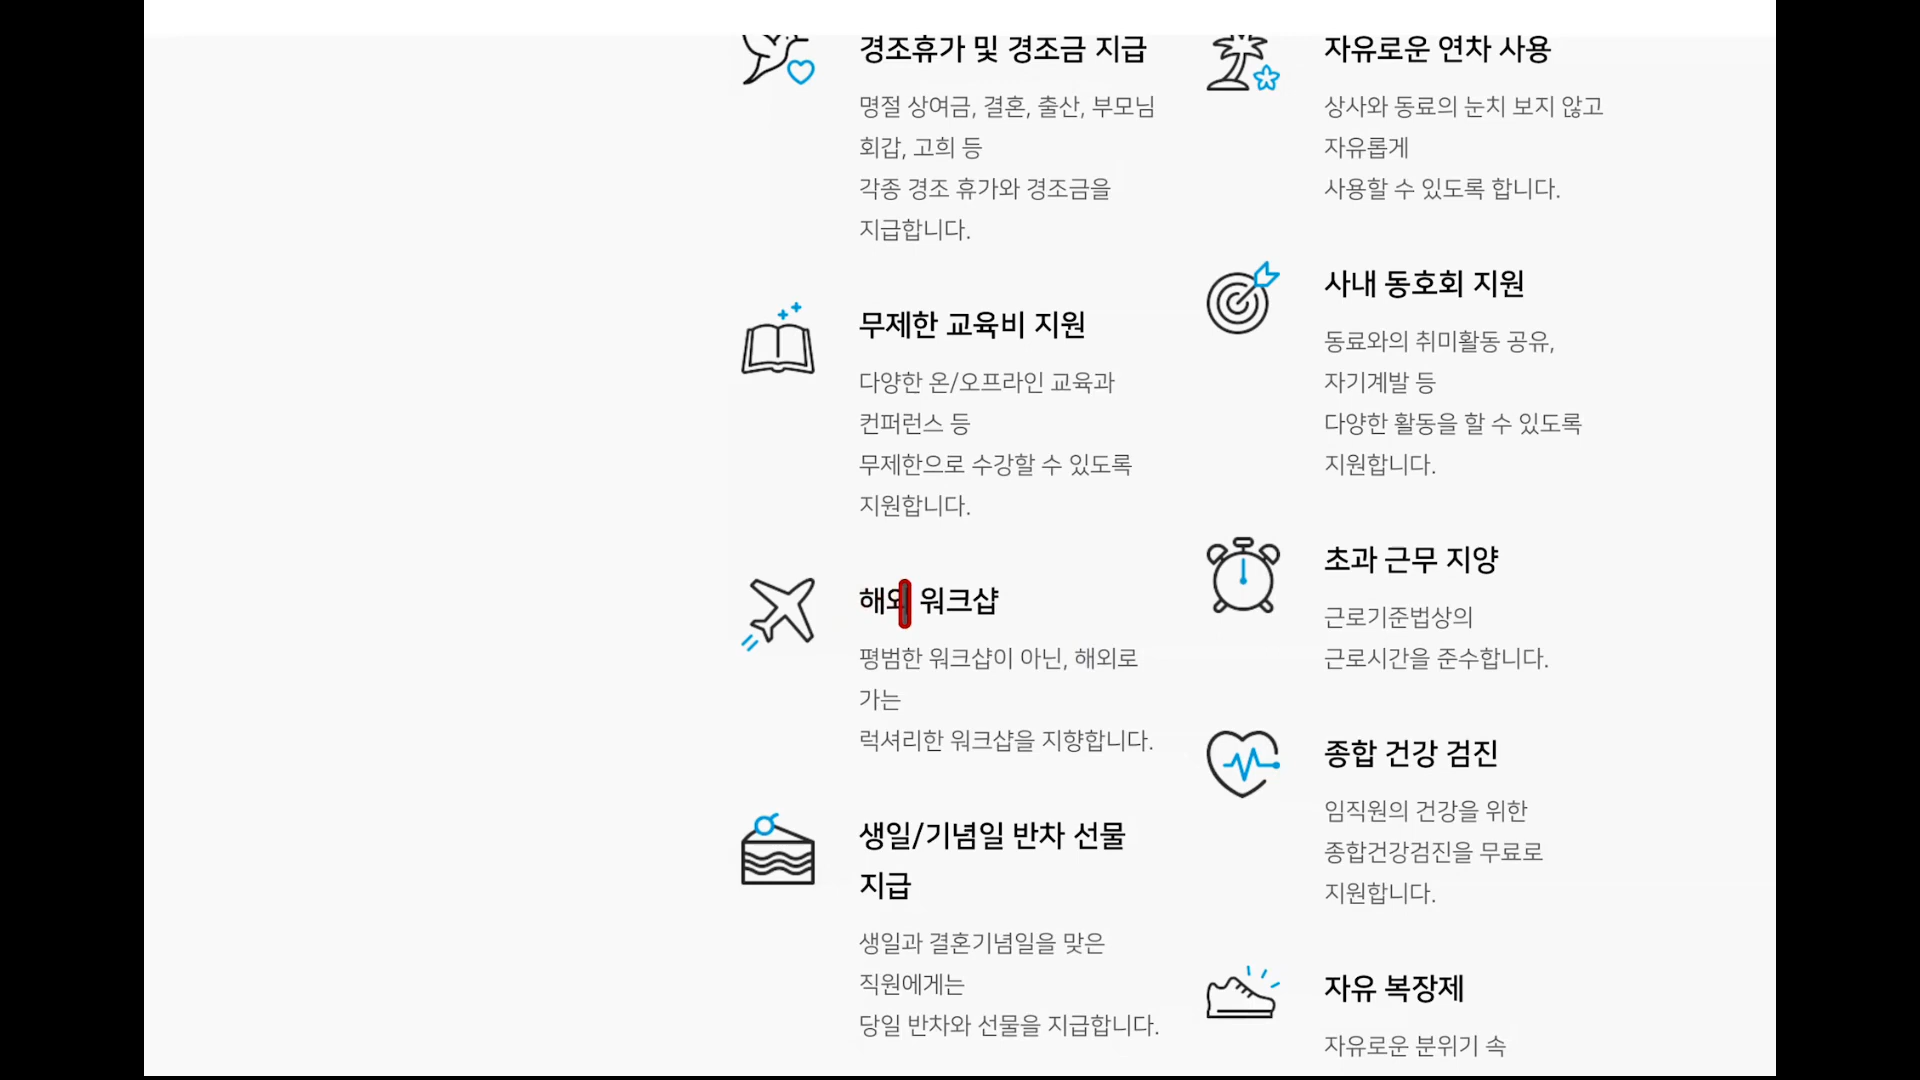 경조휴가 및 경조금 지급
명절 상여금, 결혼, 출산, 부모님
회갑, 고희 등
각종 경조 휴가와 경조금을
지급합니다.
무제한 교육비 지원
다양한 온/오프라인 교육과
컨퍼런스 등
무제한으로 수강할 수 있도록
지원합니다.
해외 워크샵
평범한 워크샵이 아닌, 해외로
가는
럭셔리한 워크샵을 지향합니다.
생일/기념일 반차 선물
지급
생일과 결혼기념일을 맞은
직원에게는
당일 반차와 선물을 지급합니다.
자유로운 연차 사용
상사와 동료의 눈치 보지 않고
자유롭게
사용할 수 있도록 합니다.
사내 동호회 지원
동료와의 취미활동 공유,
자기계발 등
다양한 활동을 할 수 있도록
지원합니다.
초과 근무 지양
근로기준법상의
근로시간을 준수합니다.
종합 건강 검진
임직원의 건강을 위한
종합건강검진을 무료로
지원합니다.
자유 복장제
자유로운 분위기 속